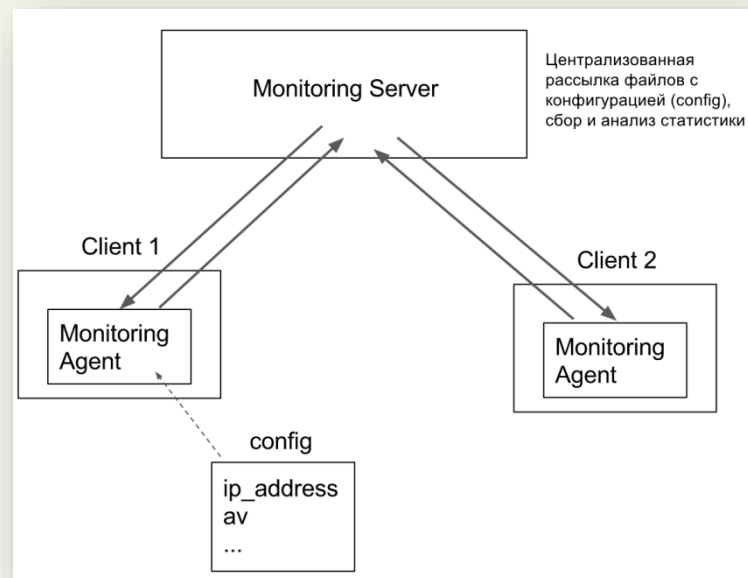 Monitoring Server
Централизованная
рассылка файлов с
конфигурацией (config),
сбор и анализ статистики
Client 1
Monitoring
Agent
Client 2
Monitoring
Agent
config
ip_address
av
...